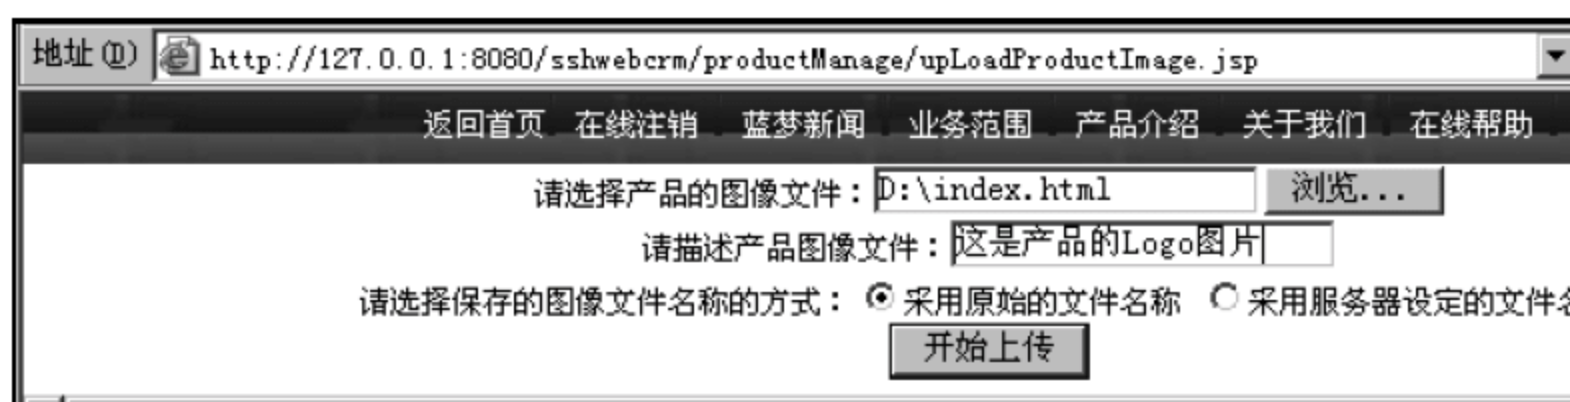 地址(D) http://127.0.0.1:8080/sshwebcrm/productManage/upLoadProductImage.jsp
返回首页 在线注销 蓝梦新闻 业务范围 产品介绍 关于我们 在线帮助
请选择产品的图像文件：D:\index.html 浏览...
请描述产品图像文件：这是产品的Logo图片
请选择保存的图像文件名称的方式： 采用原始的文件名称 采用服务器设定的文件
开始上传